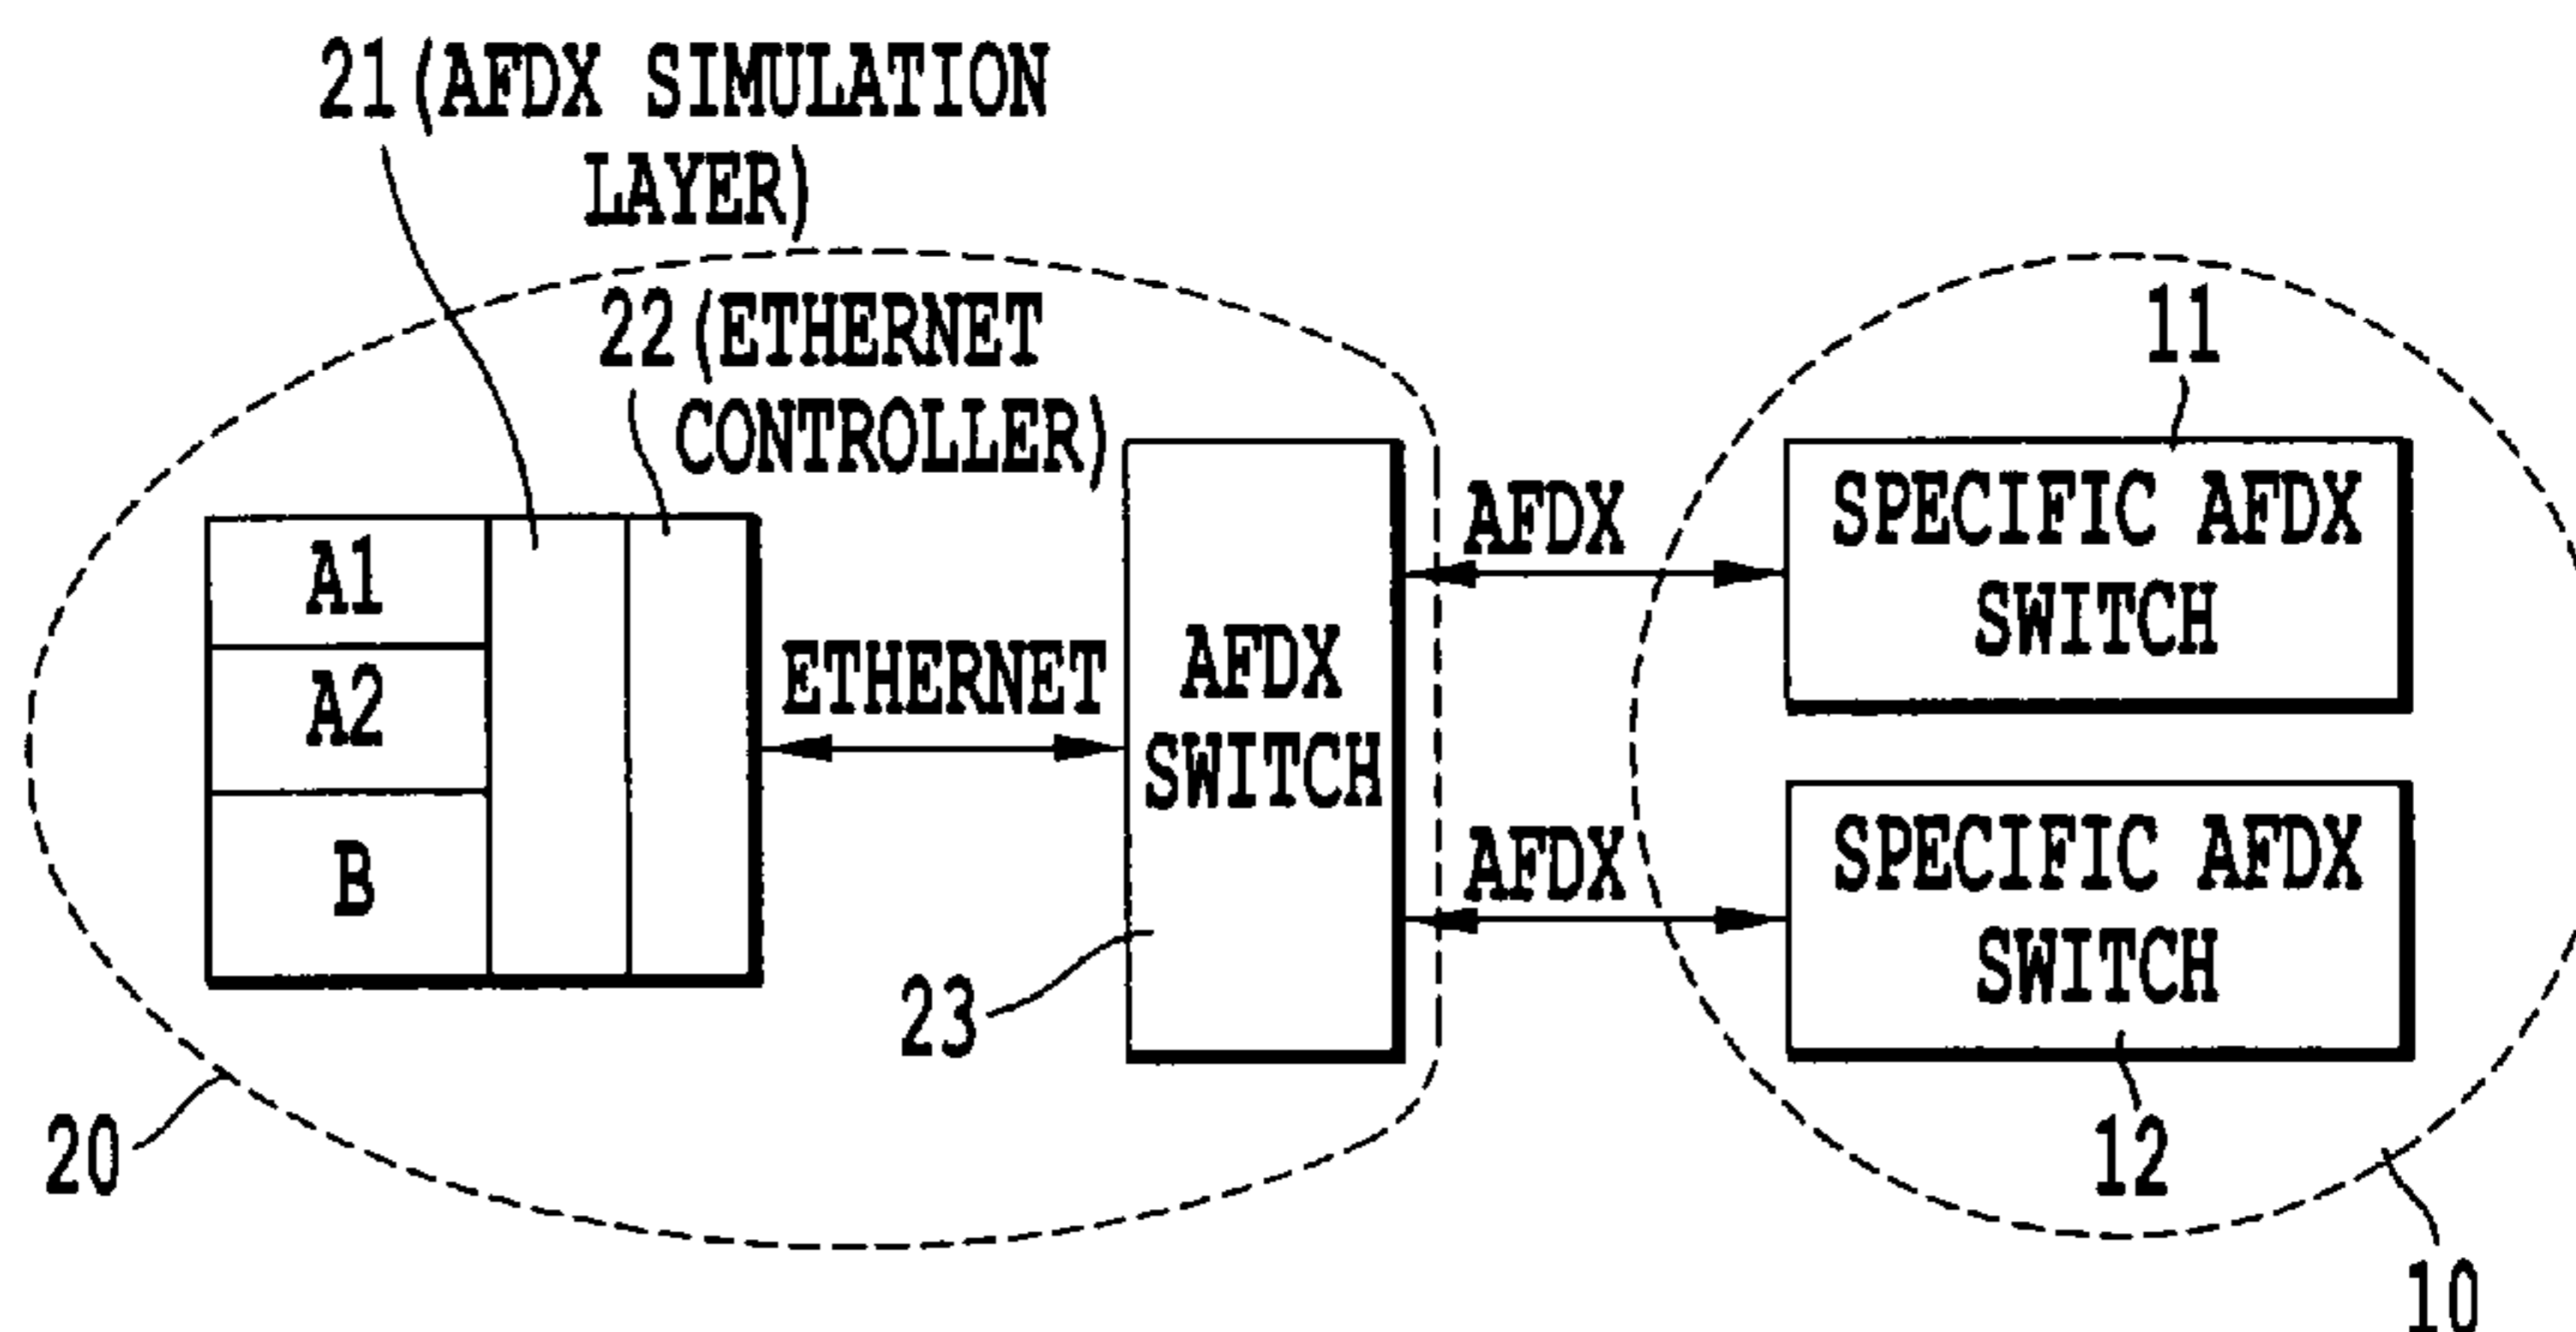 21(AFDX SIMULATION
LAYER)
22(ETHERNET
CONTROLLER)
A1
A2
B
ETHERNET
AFDX
SWITCH
23
20
AFDX
AFDX
11
SPECIFIC AFDX
SWITCH
SPECIFIC AFDX
SWITCH
12
10